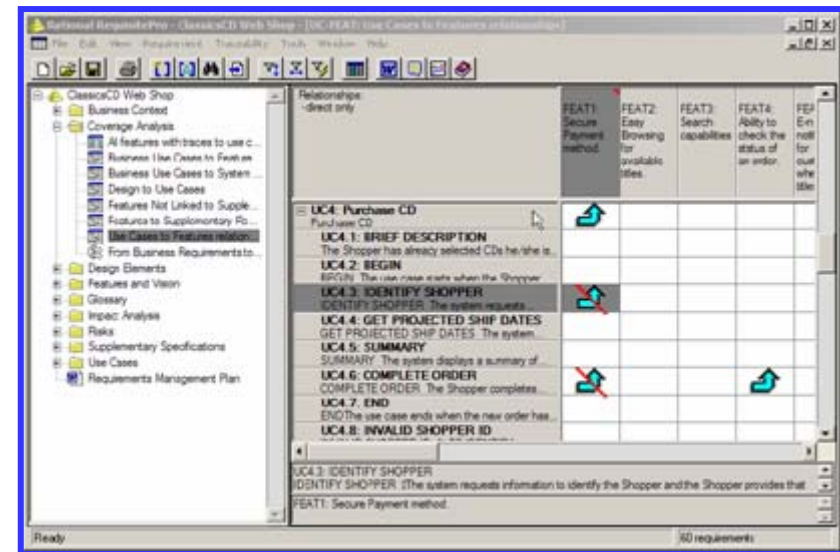 Rational RequisitePro - ClassicsCD Web Shop - [UC-FEAT: Use Cases to Features relationships]
File Edit View Requirement Traceability Tools Window Help
ClassicsCD Web Shop
Business Context
Coverage Analysis
All features with traces to use c...
Business Use Cases to Featur
Business Use Cases to System ...
Design to Use Cases
Features Not Linked to Supple...
Features to Supplementary Re...
Use Cases to Features relation...
From Business Requirements to...
Design Elements
Features and Vision
Glossary
Impact Analysis
Risks
Supplementary Specifications
Use Cases
Requirements Management Plan
Relationships:
- direct only
FEAT1:
Secure
Payment
method.
FEAT2:
Easy
Browsing
for
available
titles.
FEAT3:
Search
capabilities
FEAT4:
Ability to
check the
status of
an order.
UC4: Purchase CD
Purchase CD
UC4.1: BRIEF DESCRIPTION
The Shopper has already selected CDs he/she is...
UC4.2: BEGIN
BEGIN The use case starts when the Shopper
UC4.3: IDENTIFY SHOPPER
IDENTIFY SHOPPER The system requests...
UC4.4: GET PROJECTED SHIP DATES
GET PROJECTED SHIP DATES The system...
UC4.5: SUMMARY
SUMMARY The system displays a summary of...
UC4.6: COMPLETE ORDER
COMPLETE ORDER The Shopper completes...
UC4.7: END
ENDThe use case ends when the new order has...
UC4.8: INVALID SHOPPER ID
UC4.3: IDENTIFY SHOPPER
IDENTIFY SHOPPER The system requests information to identify the Shopper and the Shopper provides that
FEAT1: Secure Payment method.
Ready
60 requirements